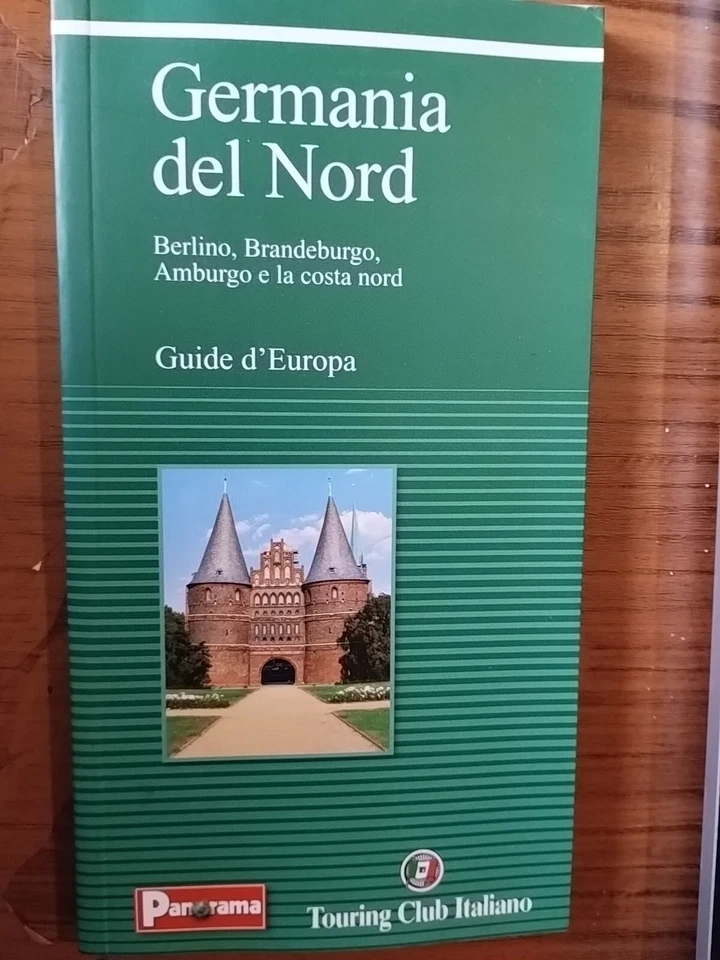 Germania
del Nord
Berlino, Brandeburgo,
Amburgo e la costa nord
Guide d'Europa
Panorama
Touring Club Italiano